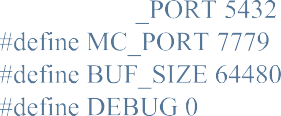 _PORT 5432
#define MC_PORT 7779
#define BUF_SIZE 64480
#define DEBUG 0